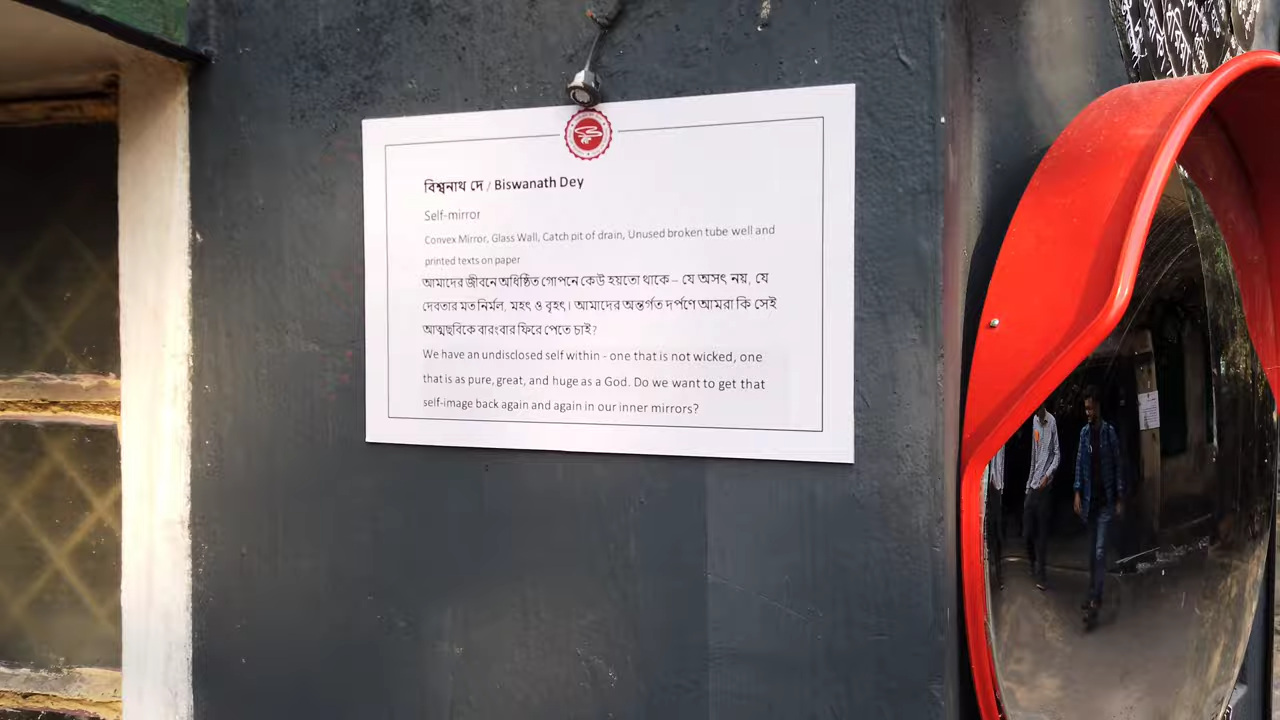 বিশ্বনাথ দে / Biswanath Dey
Self-mirror
Convex Mirror, Glass Wall, Catch pit of drain, Unused broken tube well and
printed texts on paper
আমাদের জীবনে অধিষ্ঠিত গোপনে কেউ হয়তো থাকে – যে অসৎ নয়, যে
দেবতার মত নির্মল, মহৎ ও বৃহৎ। আমাদের অন্তর্গত দর্পণে আমরা কি সেই
আত্মছবিকে বারংবার ফিরে পেতে চাই?
We have an undisclosed self within - one that is not wicked, one
that is as pure, great, and huge as a God. Do we want to get that
self-image back again and again in our inner mirrors?